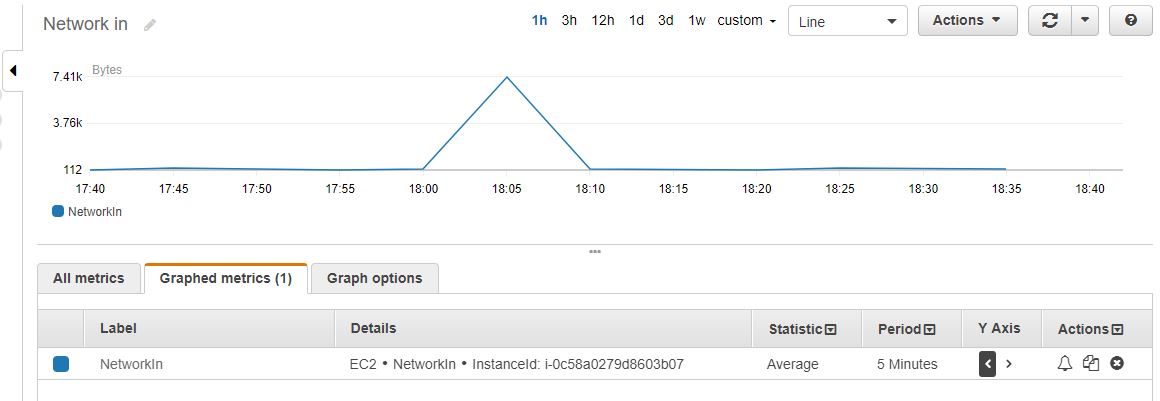 Network in 1h 3h 12h 1d 3d 1w custom Line Actions
Bytes
7.41k
3.76k
112
17:40 17:45 17:50 17:55 18:00 18:05 18:10 18:15 18:20 18:25 18:30 18:35 18:40
NetworkIn
All metrics Graphed metrics (1) Graph options
Label Details Statistic Period Y Axis Actions
NetworkIn EC2 • NetworkIn • InstanceId: i-0c58a0279d8603b07 Average 5 Minutes < >